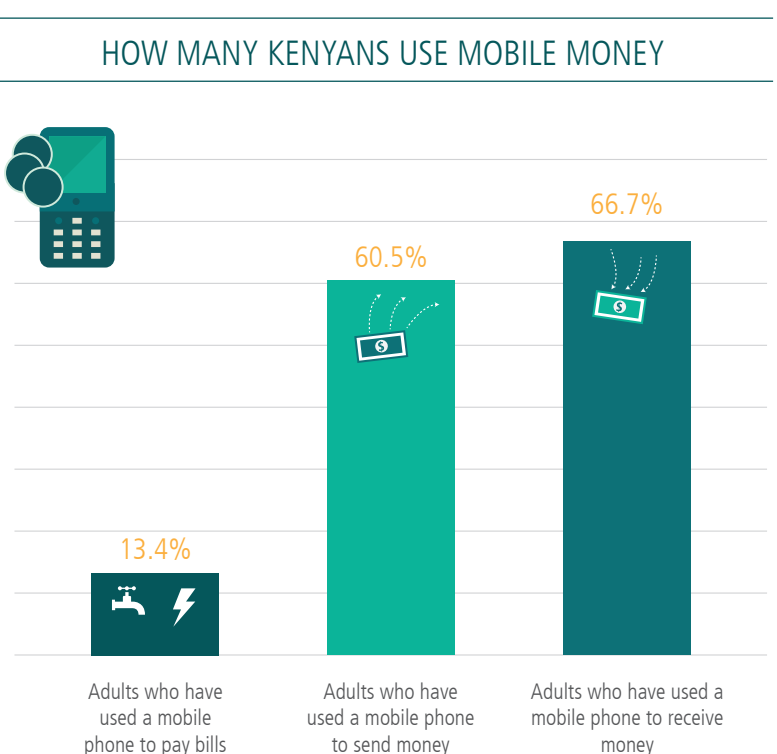 HOW MANY KENYANS USE MOBILE MONEY
66.7%
60.5%
13.4%
Adults who have
used a mobile
phone to pay bills
Adults who have
used a mobile phone
to send money
Adults who have used a
mobile phone to receive
money